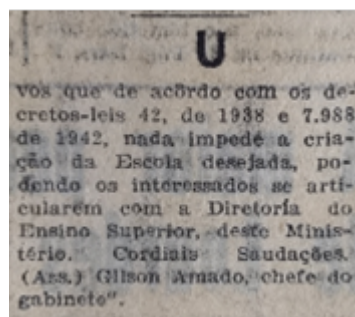 U
vos que de acôrdo com os de-
cretos-leis 42, de 1938 e 7.988
de 1942, nada impede a cria-
ção da Escola desejada, po-
dendo os interessados se arti-
cularem com a Diretoria do
Ensino Superior, deste Minis-
tério. Cordiais Saudações.
(Ass.) Gilson Amado, chefe do
gabinete".